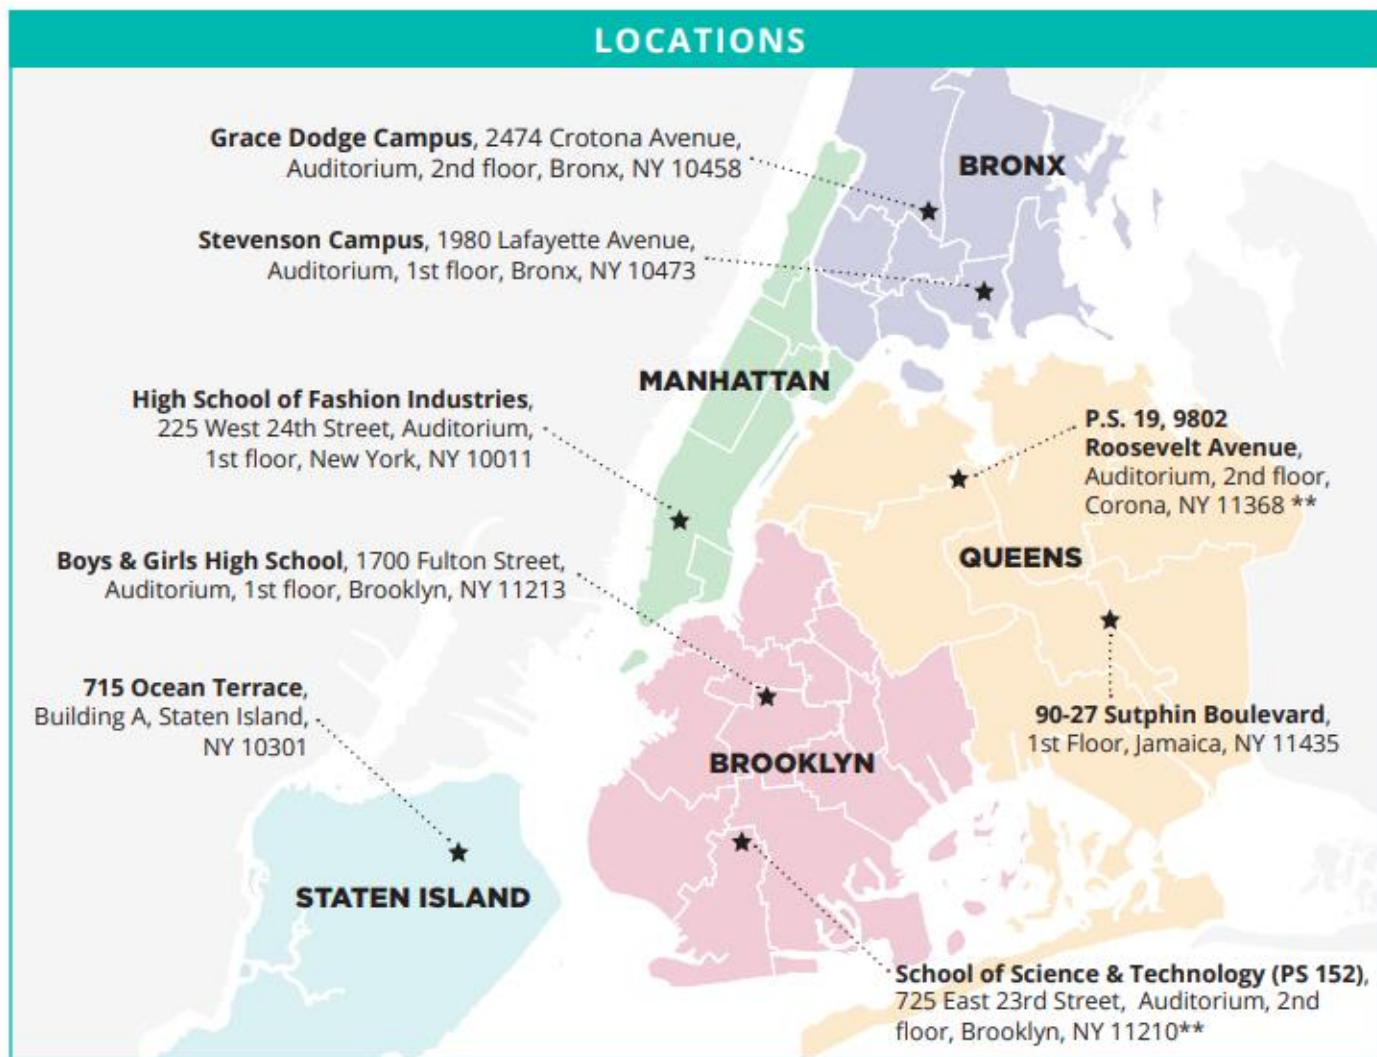 LOCATIONS
Grace Dodge Campus, 2474 Crotona Avenue,
Auditorium, 2nd floor, Bronx, NY 10458
BRONX
Stevenson Campus, 1980 Lafayette Avenue,
Auditorium, 1st floor, Bronx, NY 10473
MANHATTAN
High School of Fashion Industries,
225 West 24th Street, Auditorium,
1st floor, New York, NY 10011
P.S. 19, 9802
Roosevelt Avenue,
Auditorium, 2nd floor,
Corona, NY 11368 **
QUEENS
Boys & Girls High School, 1700 Fulton Street,
Auditorium, 1st floor, Brooklyn, NY 11213
715 Ocean Terrace,
Building A, Staten Island,
NY 10301
90-27 Sutphin Boulevard,
1st Floor, Jamaica, NY 11435
BROOKLYN
STATEN ISLAND
School of Science & Technology (PS 152),
725 East 23rd Street, Auditorium, 2nd
floor, Brooklyn, NY 11210**